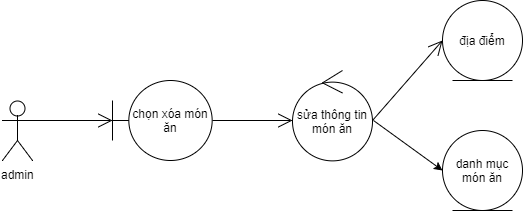 địa điểm
chọn xóa món
ăn
sửa thông tin
món ăn
admin
danh mục
món ăn